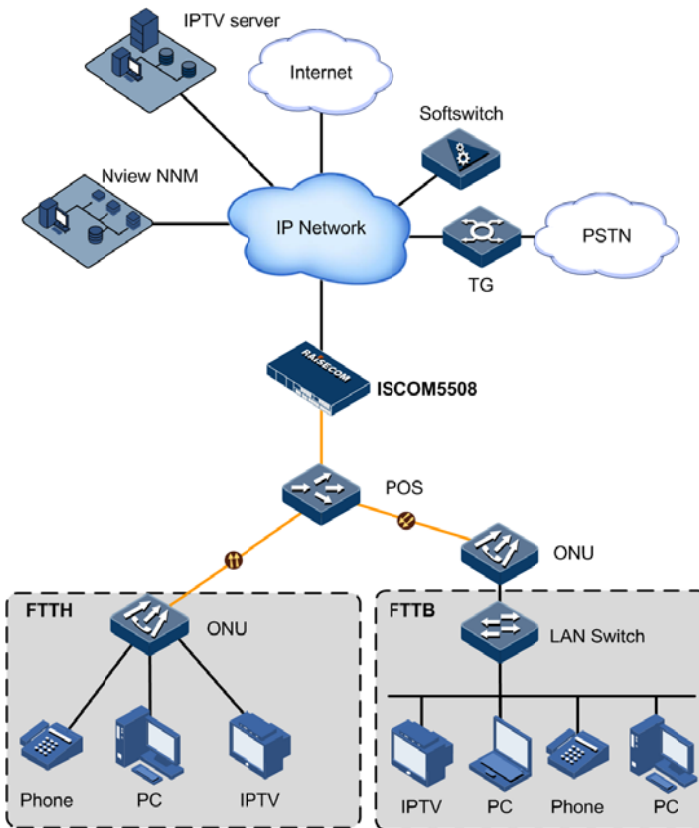 IPTV server
Internet
Softswitch
Nview NNM
IP Network
PSTN
TG
RAISECOM
ISCOM5508
POS
ONU
FTTH
ONU
FTTB
LAN Switch
Phone
PC
IPTV
IPTV
PC
Phone
PC